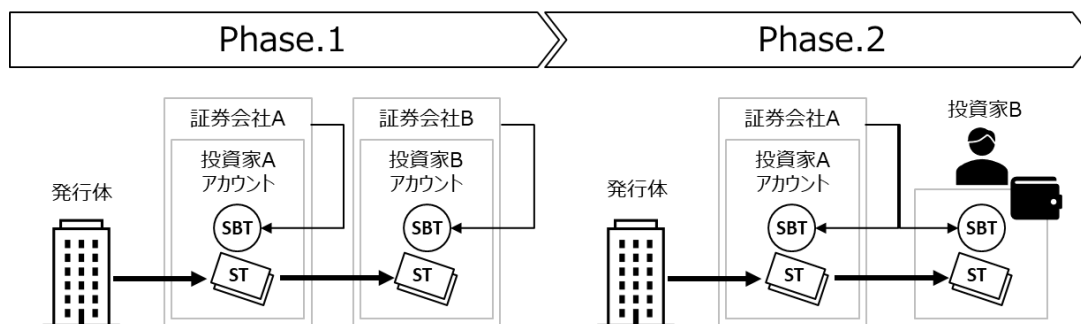 Phase.1
Phase.2
発行体
証券会社A
投資家A
アカウント
SBT
ST
証券会社B
投資家B
アカウント
SBT
ST
発行体
証券会社A
投資家A
アカウント
SBT
ST
投資家B
SBT
ST